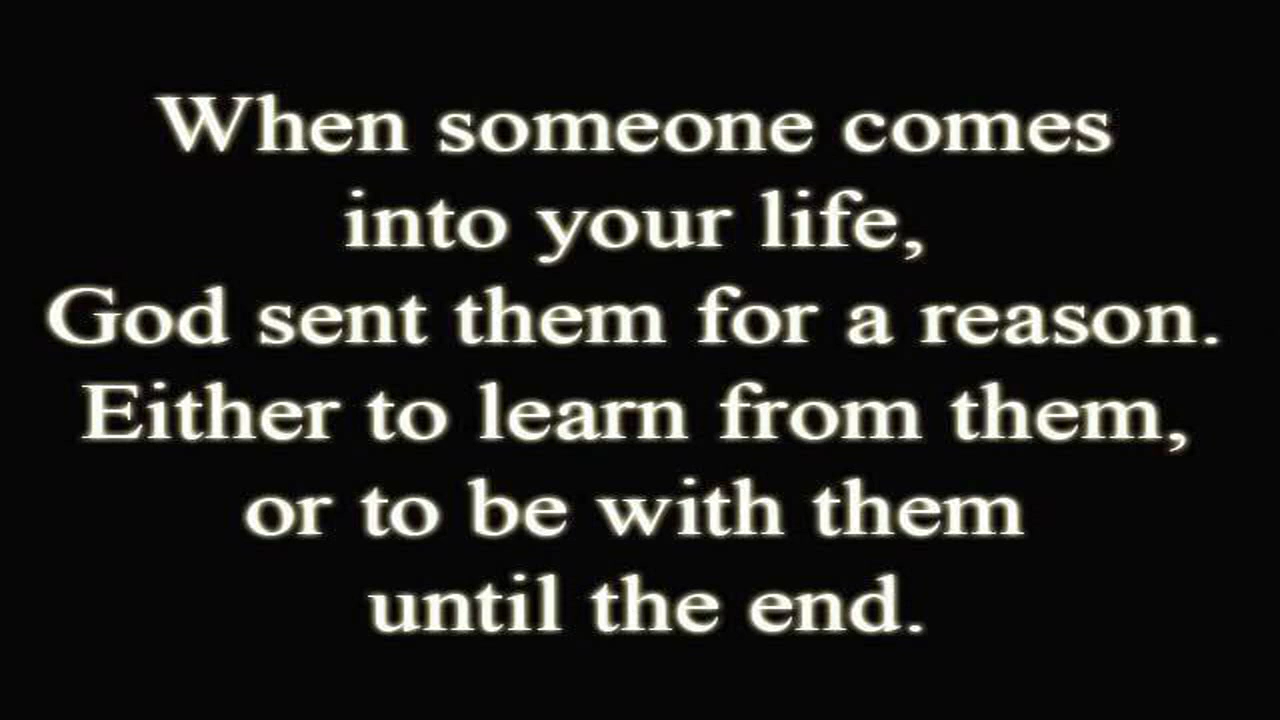 When someone comes
into your life,
God sent them for a reason.
Either to learn from them,
or to be with them
until the end.